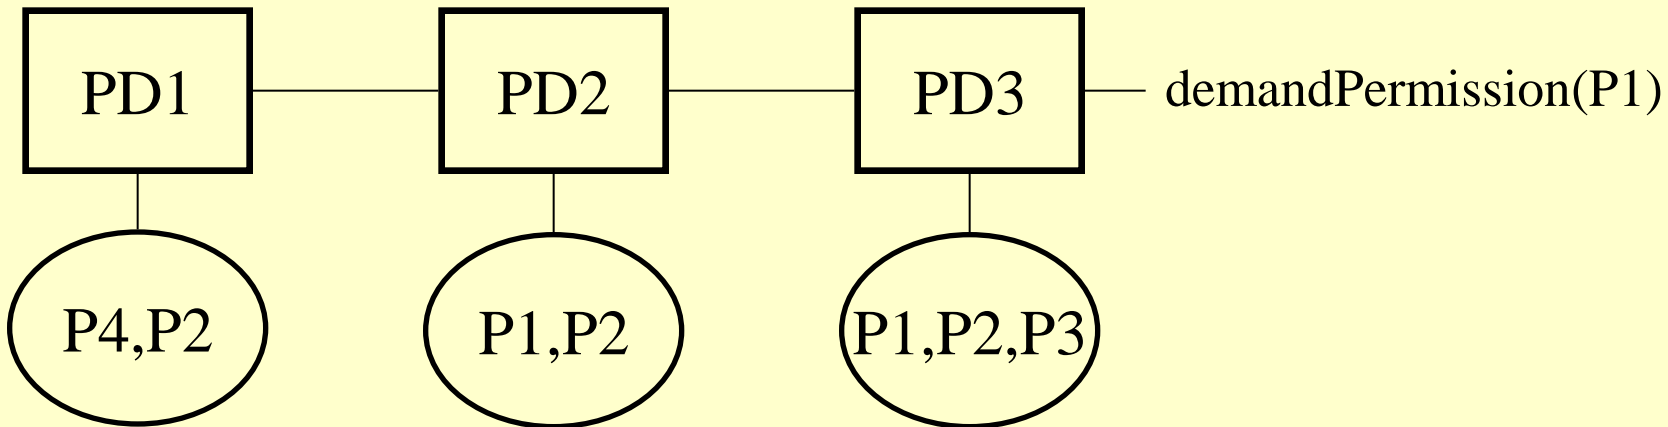 PD1 PD2 PD3 demandPermission(P1)
P4,P2 P1,P2 P1,P2,P3